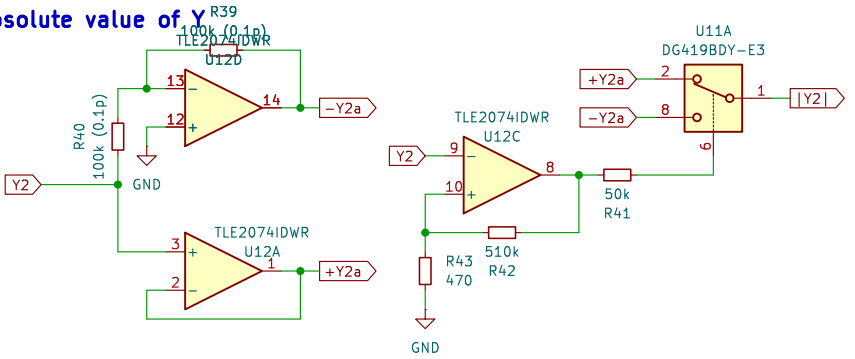 bsolute value of Y
R39
100k (0.1p)
TLE2074IDWR
U12D
13
12
14
−
+
−Y2a
R40
100k (0.1p)
GND
Y2
TLE2074IDWR
U12A
3
2
1
+
−
+Y2a
TLE2074IDWR
U12C
Y2
9
10
8
−
+
50k
R41
510k
R42
R43
470
GND
U11A
DG419BDY−E3
+Y2a
2
−Y2a
8
1
6
|Y2|